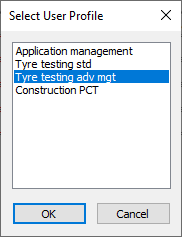 Select User Profile
Application management
Tyre testing std
Tyre testing adv mgt
Construction PCT
OK
Cancel